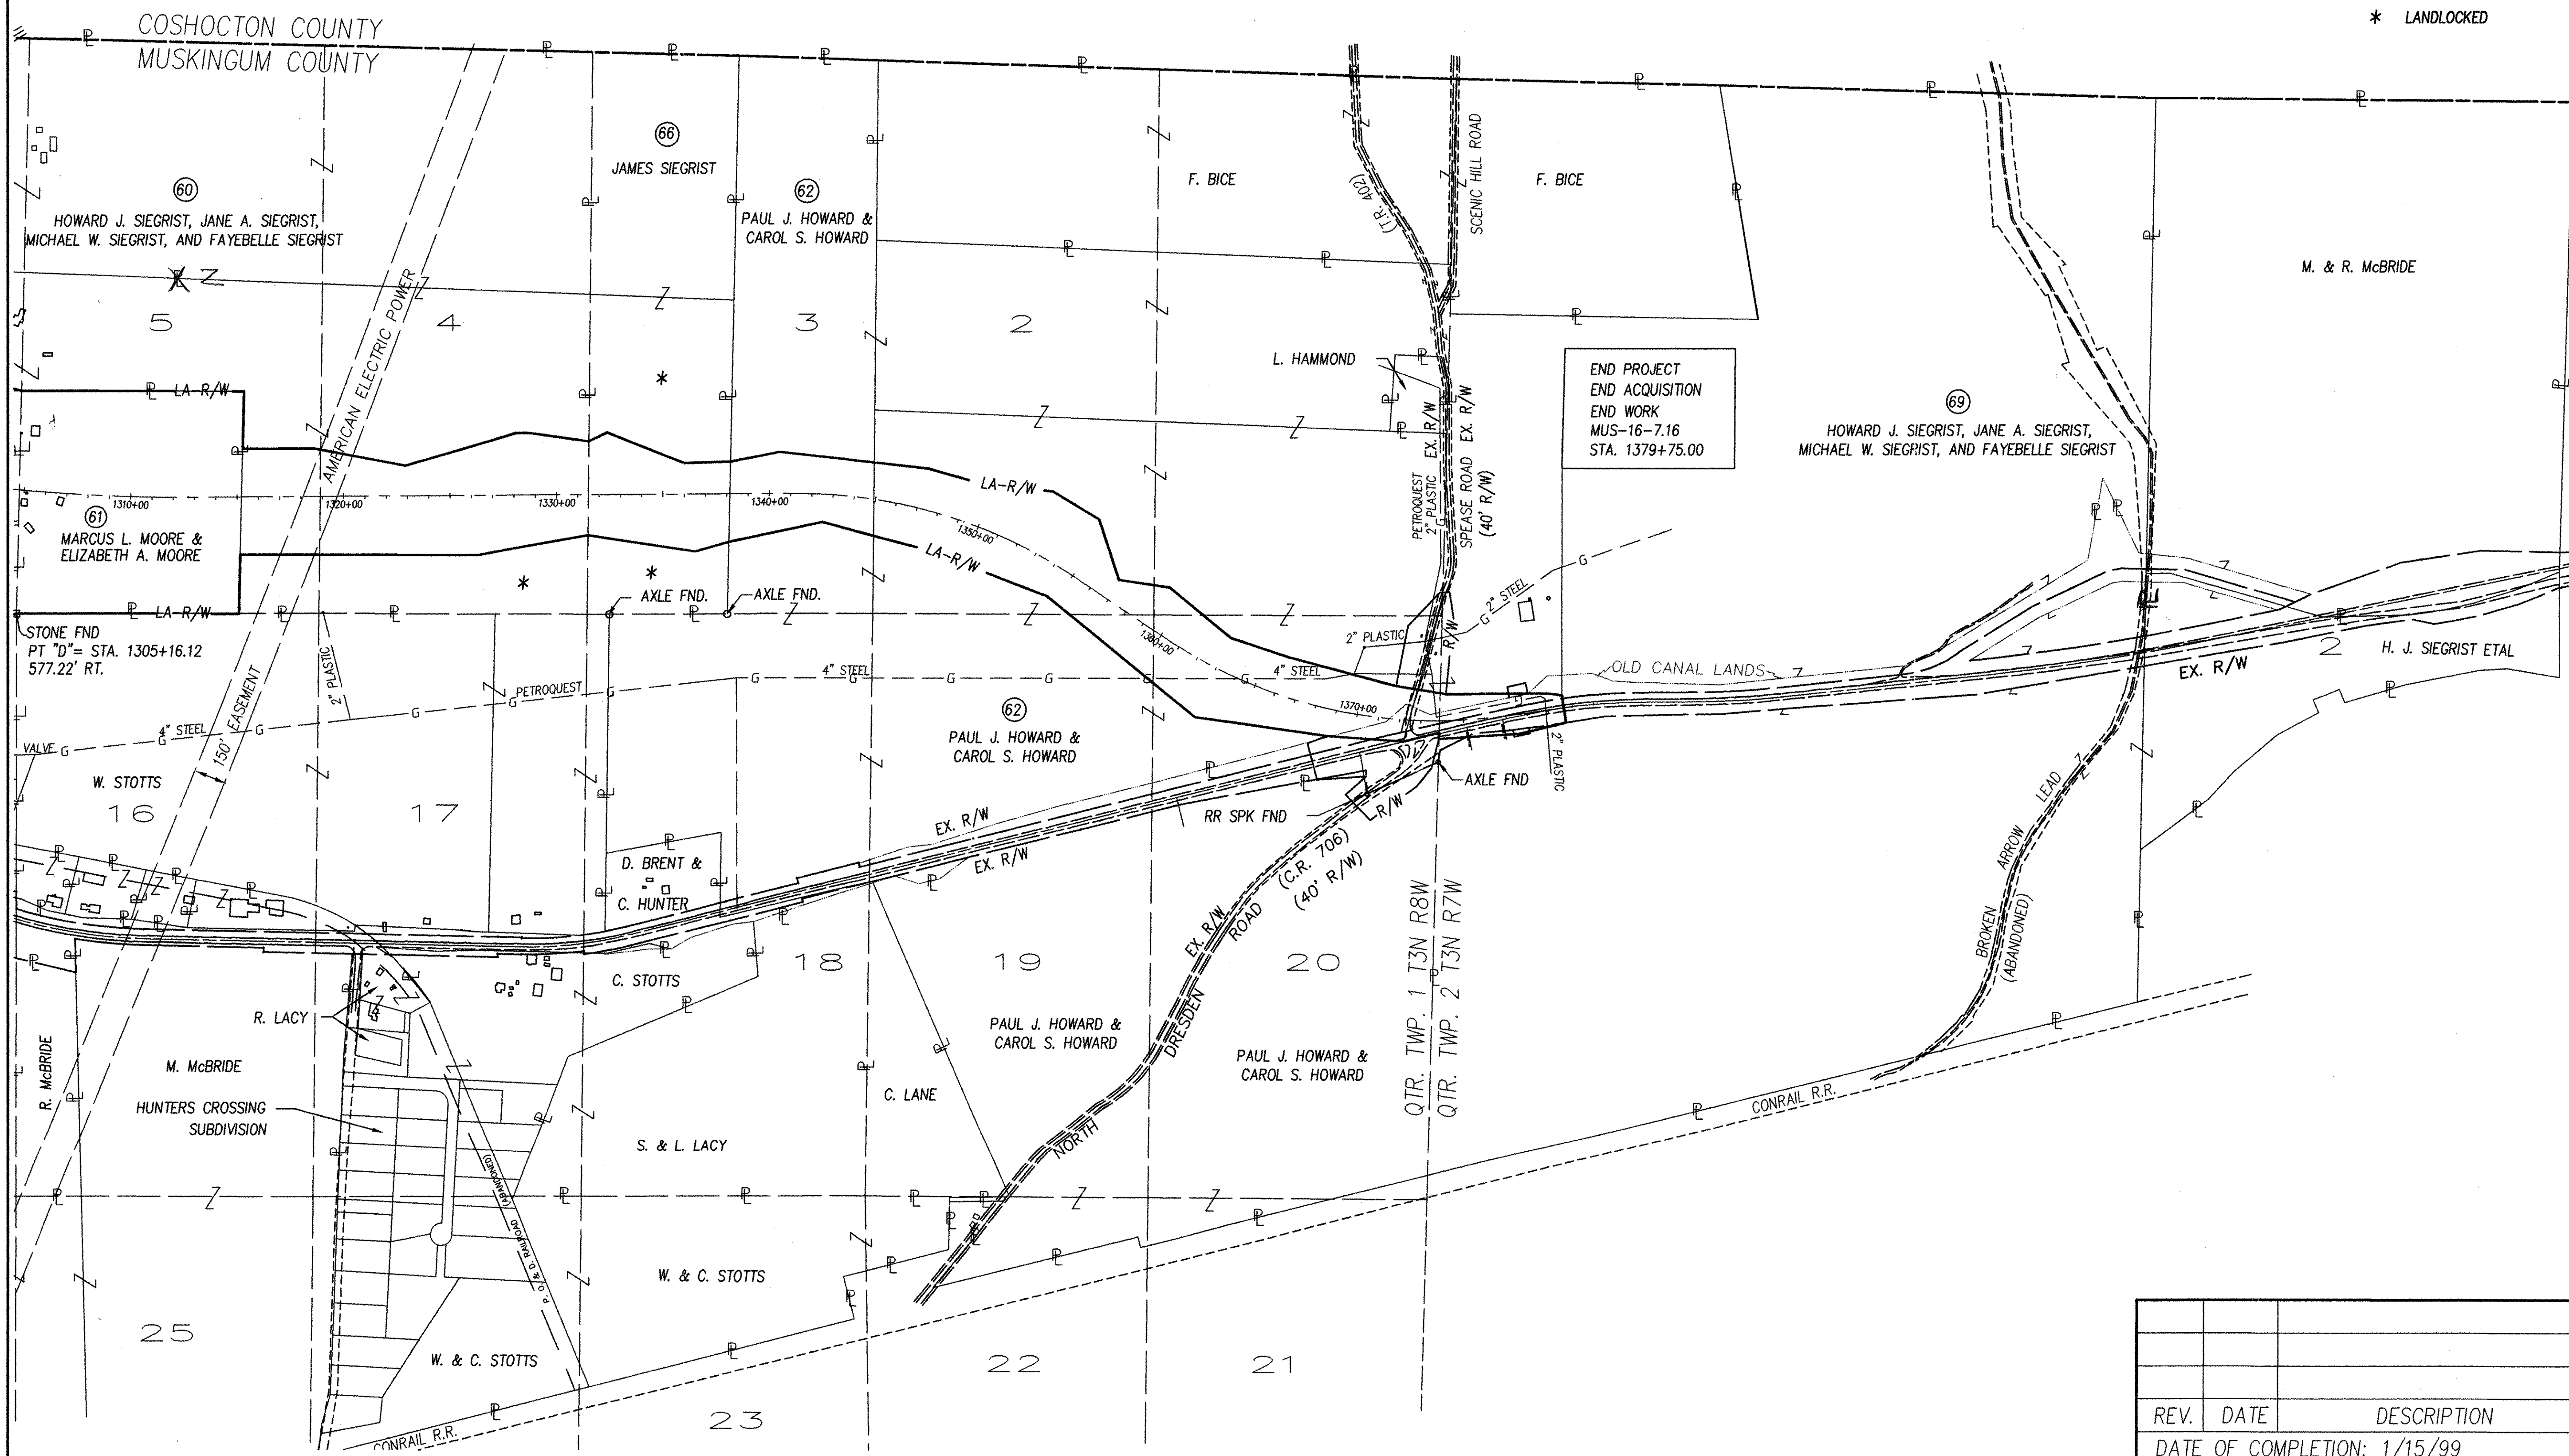 COSHOCTON COUNTY
MUSKINGUM COUNTY
* LANDLOCKED
60
HOWARD J. SIEGRIST, JANE A. SIEGRIST,
MICHAEL W. SIEGRIST, AND FAYEBELLE SIEGRIST
66
JAMES SIEGRIST
62
PAUL J. HOWARD &
CAROL S. HOWARD
F. BICE
(T.R. 402)
SCENIC HILL ROAD
F. BICE
M. & R. McBRIDE
5
4
3
2
AMERICAN ELECTRIC POWER
L. HAMMOND
END PROJECT
END ACQUISITION
END WORK
MUS-16-7.16
STA. 1379+75.00
69
HOWARD J. SIEGRIST, JANE A. SIEGRIST,
MICHAEL W. SIEGRIST, AND FAYEBELLE SIEGRIST
*
LA-R/W
LA-R/W
1310+00
1320+00
1330+00
1340+00
1350+00
1360+00
1370+00
61
MARCUS L. MOORE &
ELIZABETH A. MOORE
LA-R/W
LA-R/W
*
*
AXLE FND.
AXLE FND.
PETROQUEST
2" PLASTIC
EX. R/W
EX. R/W
SPEASE ROAD
(40' R/W)
2" STEEL
2" PLASTIC
R/W
STONE FND
PT "D"= STA. 1305+16.12
577.22' RT.
2" PLASTIC
PETROQUEST
4" STEEL
4" STEEL
4" STEEL
VALVE
G
G
G
G
G
G
G
G
G
G
G
G
G
150' EASEMENT
OLD CANAL LANDS
EX. R/W
2
H. J. SIEGRIST ETAL
W. STOTTS
16
17
62
PAUL J. HOWARD &
CAROL S. HOWARD
2" PLASTIC
AXLE FND
RR SPK FND
R/W
EX. R/W
EX. R/W
D. BRENT &
C. HUNTER
(C.R. 706)
(40' R/W)
EX. R/W
NORTH DRESDEN ROAD
BROKEN ARROW LEAD
(ABANDONED)
C. STOTTS
18
19
20
QTR. TWP. 1 T3N R8W
QTR. TWP. 2 T3N R7W
R. LACY
R. McBRIDE
M. McBRIDE
HUNTERS CROSSING
SUBDIVISION
PAUL J. HOWARD &
CAROL S. HOWARD
PAUL J. HOWARD &
CAROL S. HOWARD
C. LANE
S. & L. LACY
CONRAIL R.R.
P. O. & D. RAILROAD (ABANDONED)
W. & C. STOTTS
25
W. & C. STOTTS
22
21
23
CONRAIL R.R.
REV. DATE DESCRIPTION
DATE OF COMPLETION: 1/15/99